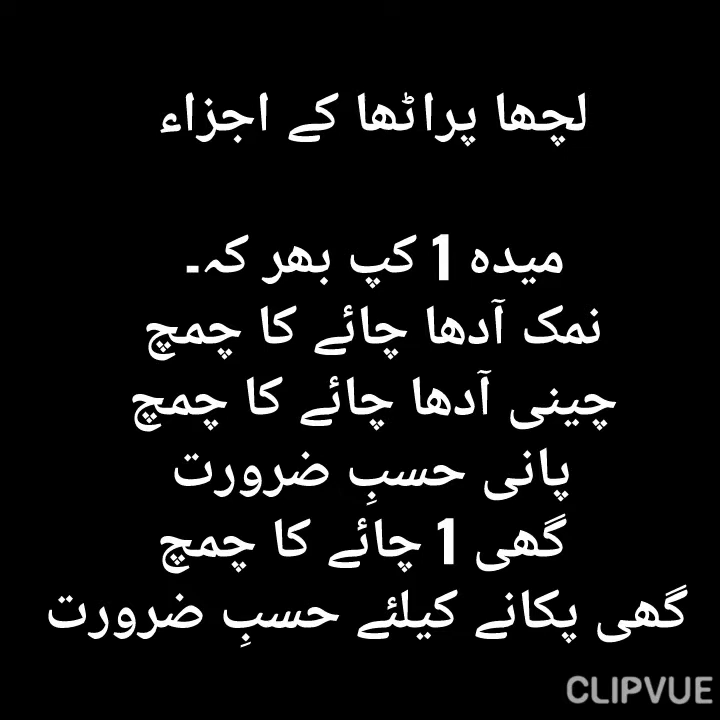 لچھا پراٹھا کے اجزاء
میدہ 1 کپ بھر کہ۔
نمک آدھا چائے کا چمچ
چینی آدھا چائے کا چمچ
پانی حسبِ ضرورت
گھی 1 چائے کا چمچ
گھی پکانے کیلئے حسبِ ضرورت
CLIPVUE